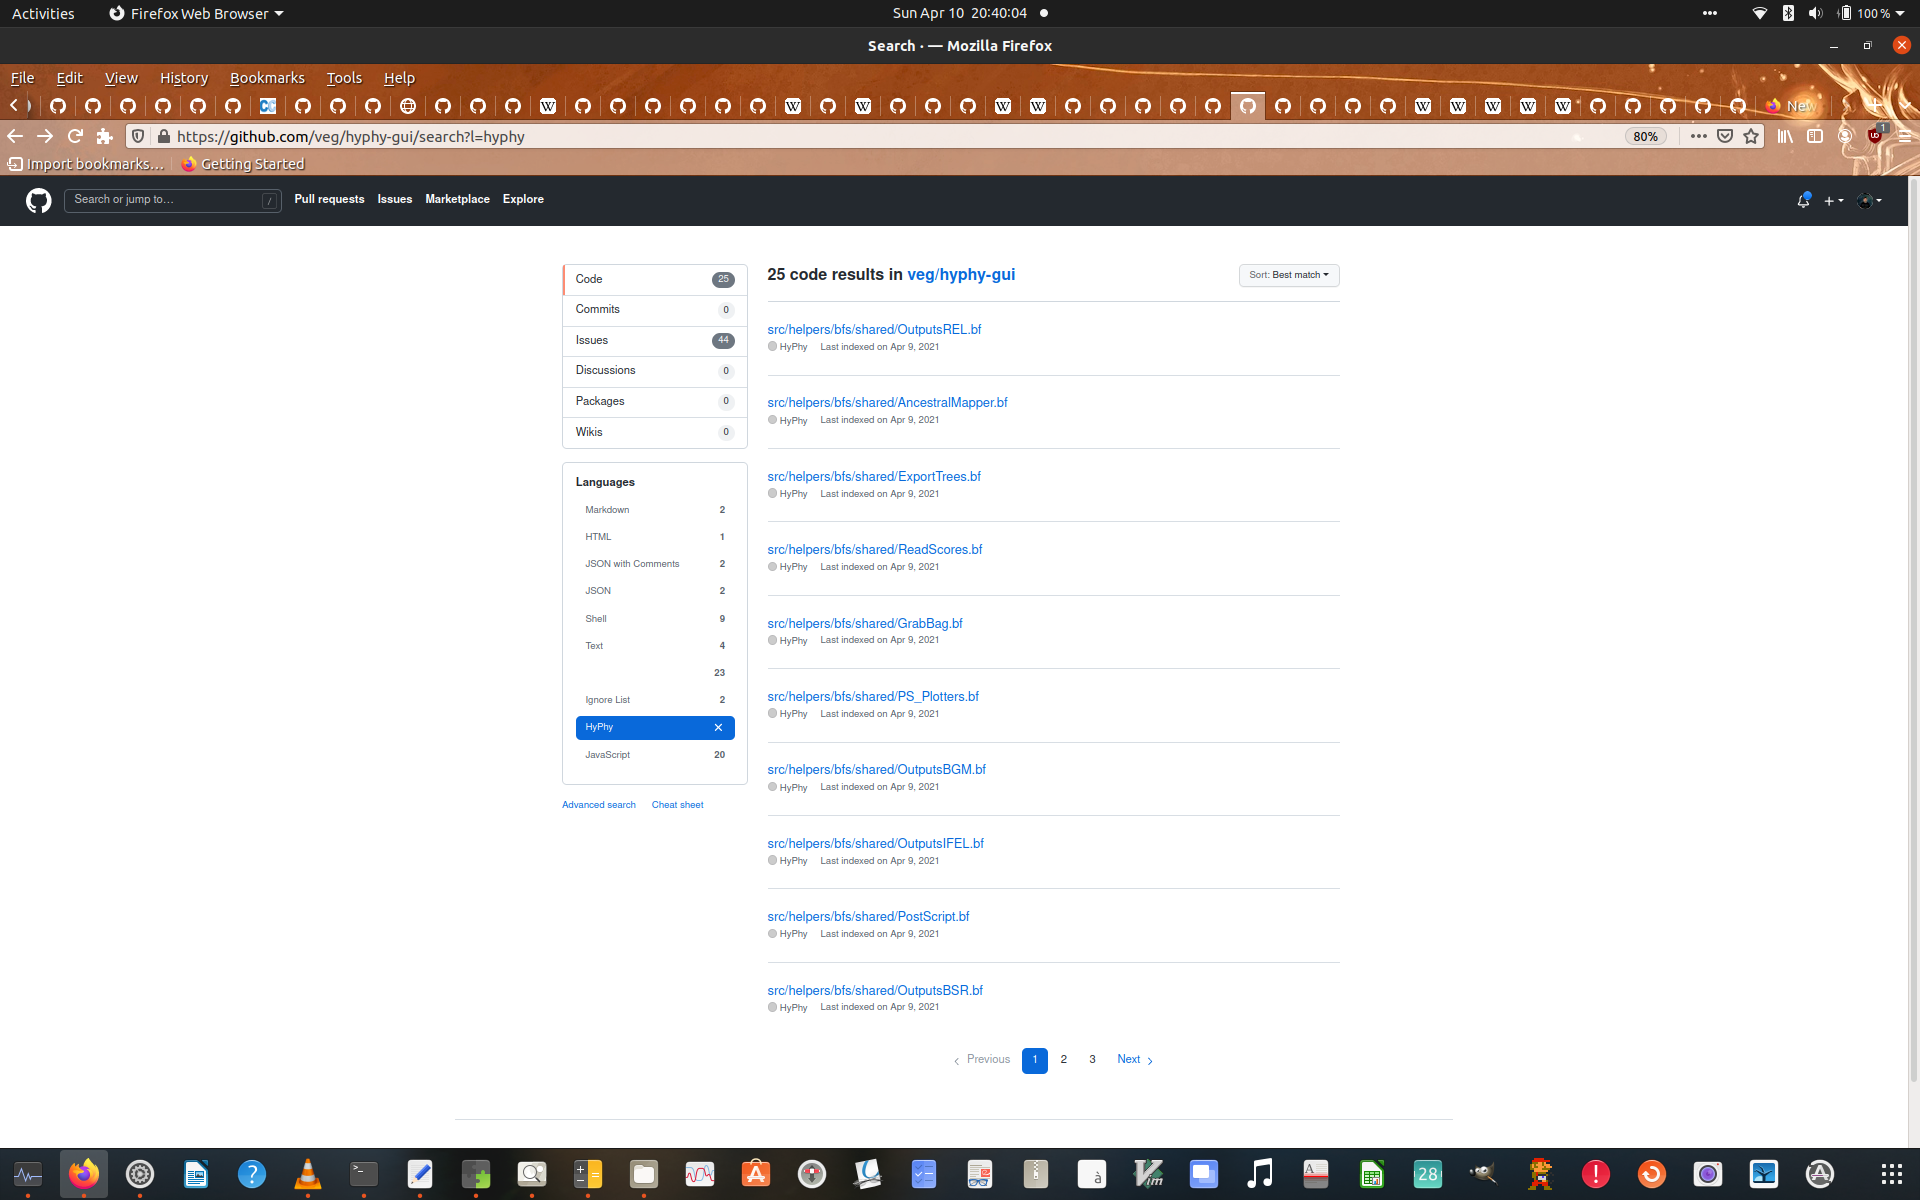 Activities Firefox Web Browser Sun Apr 10 20:40:04 100 %
Search · — Mozilla Firefox
File Edit View History Bookmarks Tools Help
New
https://github.com/veg/hyphy-gui/search?l=hyphy 80% 1
Import bookmarks… Getting Started
Search or jump to… / Pull requests Issues Marketplace Explore
Code 25
Commits 0
Issues 44
Discussions 0
Packages 0
Wikis 0
Languages
Markdown 2
HTML 1
JSON with Comments 2
JSON 2
Shell 9
Text 4
23
Ignore List 2
HyPhy
JavaScript 20
Advanced search Cheat sheet
25 code results in veg/hyphy-gui
Sort: Best match
src/helpers/bfs/shared/OutputsREL.bf
HyPhy Last indexed on Apr 9, 2021
src/helpers/bfs/shared/AncestralMapper.bf
HyPhy Last indexed on Apr 9, 2021
src/helpers/bfs/shared/ExportTrees.bf
HyPhy Last indexed on Apr 9, 2021
src/helpers/bfs/shared/ReadScores.bf
HyPhy Last indexed on Apr 9, 2021
src/helpers/bfs/shared/GrabBag.bf
HyPhy Last indexed on Apr 9, 2021
src/helpers/bfs/shared/PS_Plotters.bf
HyPhy Last indexed on Apr 9, 2021
src/helpers/bfs/shared/OutputsBGM.bf
HyPhy Last indexed on Apr 9, 2021
src/helpers/bfs/shared/OutputsIFEL.bf
HyPhy Last indexed on Apr 9, 2021
src/helpers/bfs/shared/PostScript.bf
HyPhy Last indexed on Apr 9, 2021
src/helpers/bfs/shared/OutputsBSR.bf
HyPhy Last indexed on Apr 9, 2021
Previous 1 2 3 Next
28